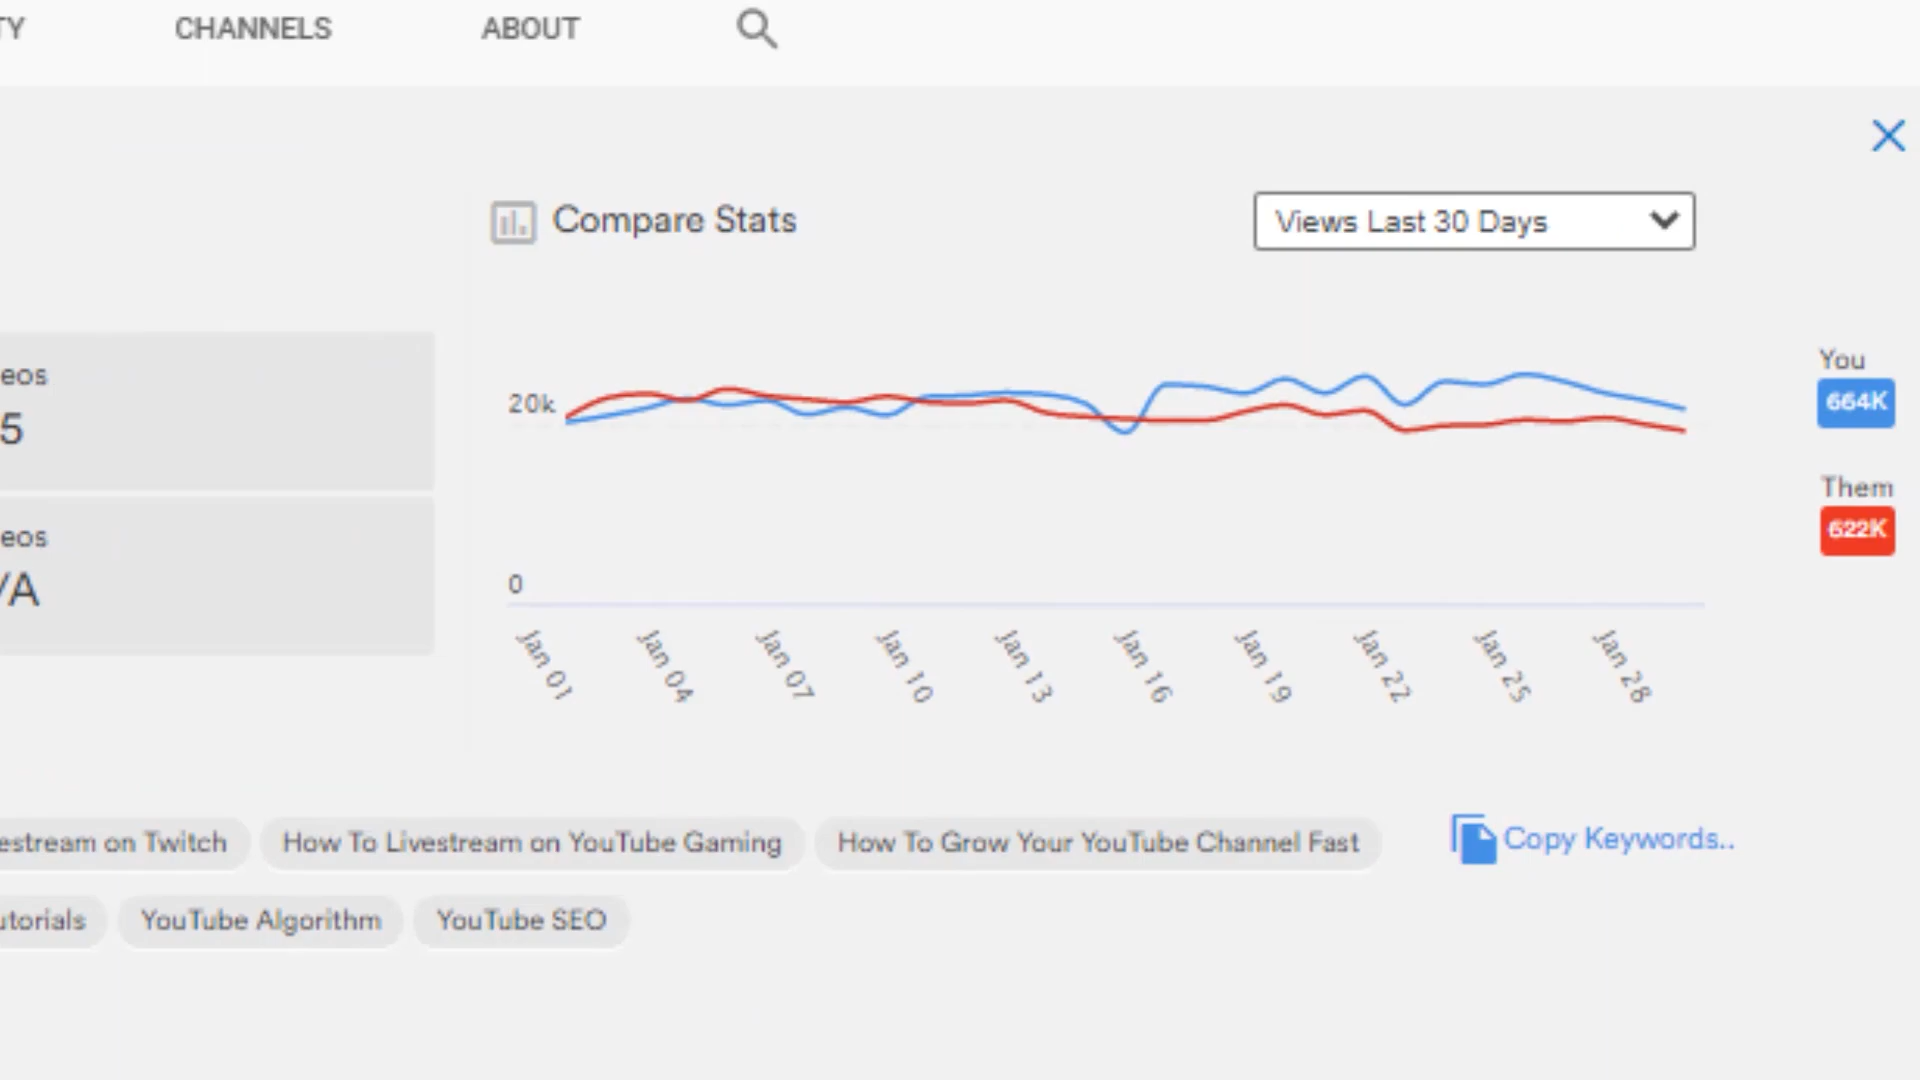 TY CHANNELS ABOUT
Compare Stats
Views Last 30 Days
eos
5
eos
/A
20k
0
Jan 01 Jan 04 Jan 07 Jan 10 Jan 13 Jan 16 Jan 19 Jan 22 Jan 25 Jan 28
You
664K
Them
622K
estream on Twitch How To Livestream on YouTube Gaming How To Grow Your YouTube Channel Fast
Copy Keywords..
utorials YouTube Algorithm YouTube SEO